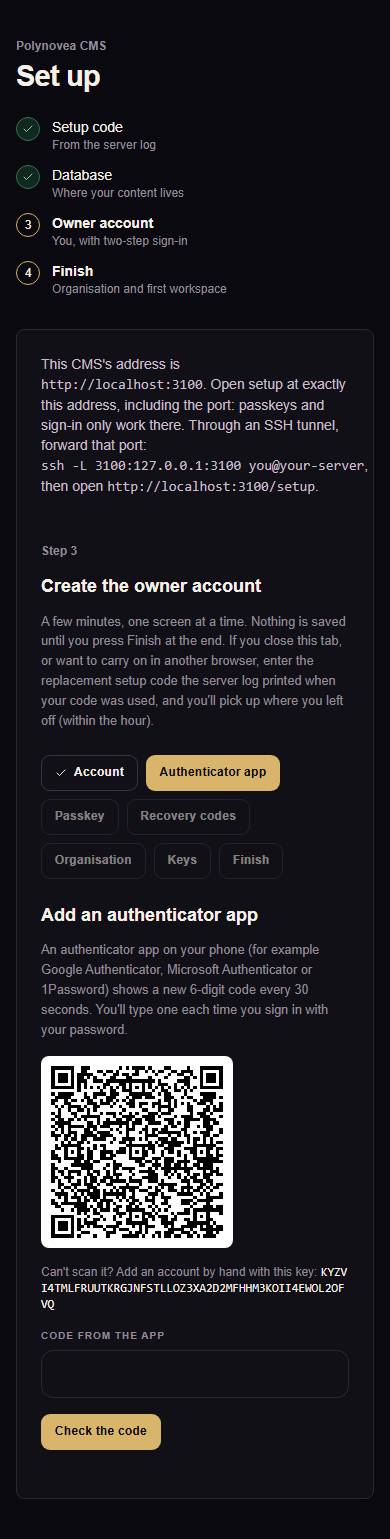 Polynovea CMS
Set up
Setup code
From the server log
Database
Where your content lives
3 Owner account
You, with two-step sign-in
4 Finish
Organisation and first workspace
This CMS's address is
http://localhost:3100. Open setup at exactly
this address, including the port: passkeys and
sign-in only work there. Through an SSH tunnel,
forward that port:
ssh -L 3100:127.0.0.1:3100 you@your-server,
then open http://localhost:3100/setup.
Step 3
Create the owner account
A few minutes, one screen at a time. Nothing is saved
until you press Finish at the end. If you close this tab,
or want to carry on in another browser, enter the
replacement setup code the server log printed when
your code was used, and you'll pick up where you left
off (within the hour).
Account Authenticator app
Passkey Recovery codes
Organisation Keys Finish
Add an authenticator app
An authenticator app on your phone (for example
Google Authenticator, Microsoft Authenticator or
1Password) shows a new 6-digit code every 30
seconds. You'll type one each time you sign in with
your password.
Can't scan it? Add an account by hand with this key: KYZV
I4TMLFRUUTKRGJNFSTLLOZ3XA2D2MFHHM3KOII4EWOL2OF
VQ
CODE FROM THE APP
Check the code